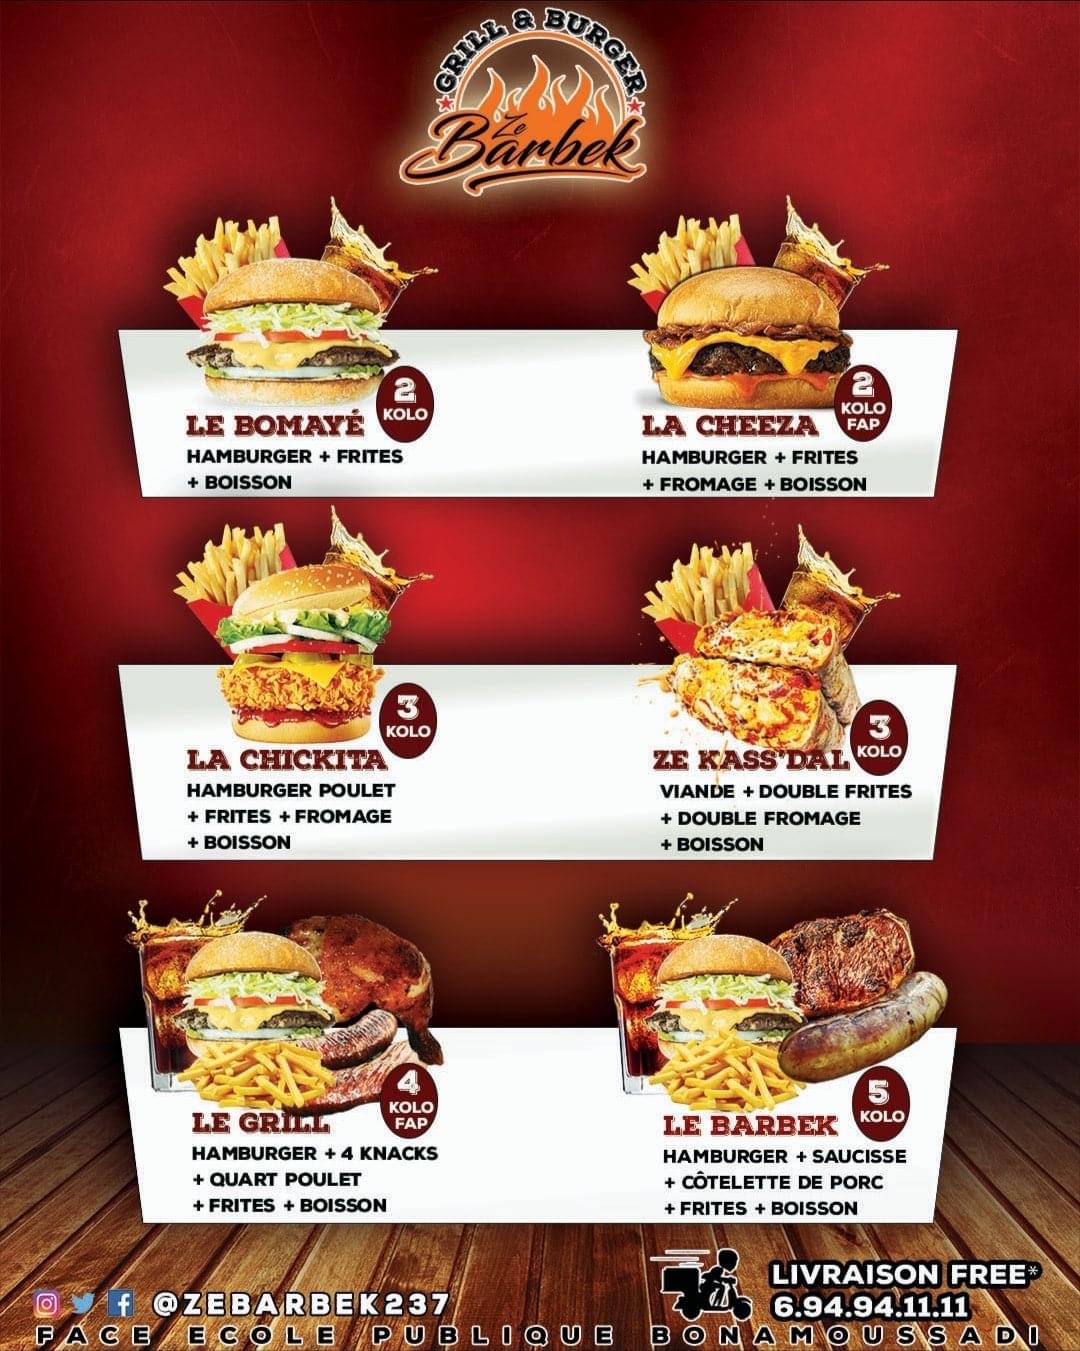 GRILL & BURGER
Ze
Barbek
2
KOLO
LE BOMAYÉ
HAMBURGER + FRITES
+ BOISSON
2
KOLO
FAP
LA CHEEZA
HAMBURGER + FRITES
+ FROMAGE + BOISSON
3
KOLO
LA CHICKITA
HAMBURGER POULET
+ FRITES + FROMAGE
+ BOISSON
3
KOLO
ZE KASS'DAL
VIANDE + DOUBLE FRITES
+ DOUBLE FROMAGE
+ BOISSON
4
KOLO
FAP
LE GRILL
HAMBURGER + 4 KNACKS
+ QUART POULET
+ FRITES + BOISSON
5
KOLO
LE BARBEK
HAMBURGER + SAUCISSE
+ CÔTELETTE DE PORC
+ FRITES + BOISSON
@ZEBARBEK237
LIVRAISON FREE*
6.94.94.11.11
FACE ECOLE PUBLIQUE BONAMOUSSADI